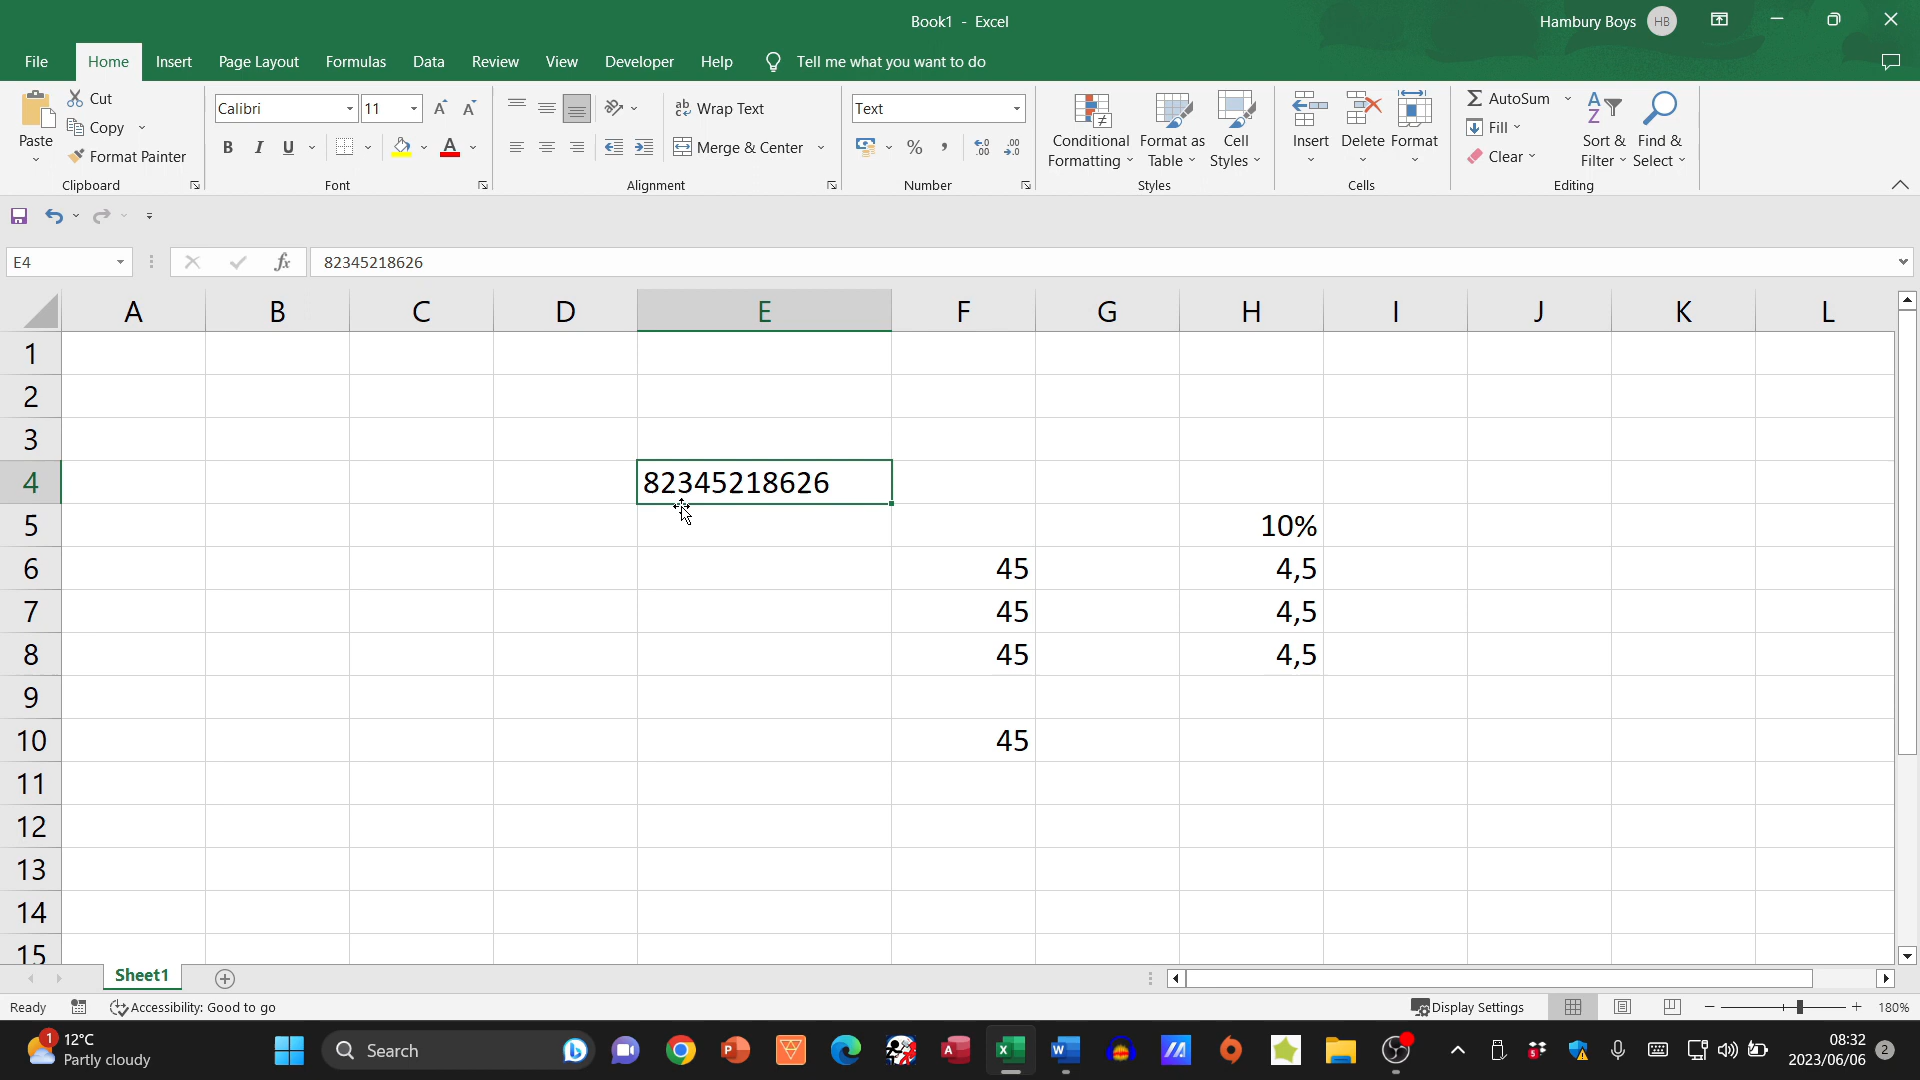 Book1 - Excel
Hambury Boys HB
File Home Insert Page Layout Formulas Data Review View Developer Help Tell me what you want to do
Paste
Cut
Copy
Format Painter
Clipboard
Calibri 11
B I U A
Font
ab Wrap Text
Merge & Center
Alignment
Text
%
Number
Conditional Formatting
Format as Table
Cell Styles
Styles
Insert
Delete
Format
Cells
AutoSum
Fill
Clear
Sort & Filter
Find & Select
Editing
E4 fx 82345218626
A B C D E F G H I J K L
1
2
3
4 82345218626
5 10%
6 45 4,5
7 45 4,5
8 45 4,5
9
10 45
11
12
13
14
15
Sheet1
Ready Accessibility: Good to go Display Settings 180%
1 12°C
Partly cloudy
Search
08:32
2023/06/06
2